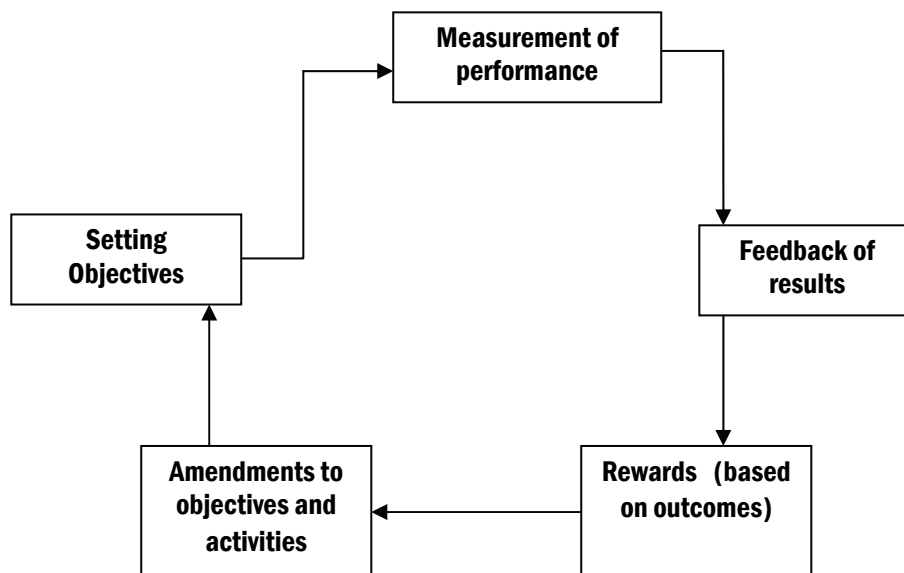 Measurement of
performance
Setting
Objectives
Feedback of
results
Amendments to
objectives and
activities
Rewards (based
on outcomes)